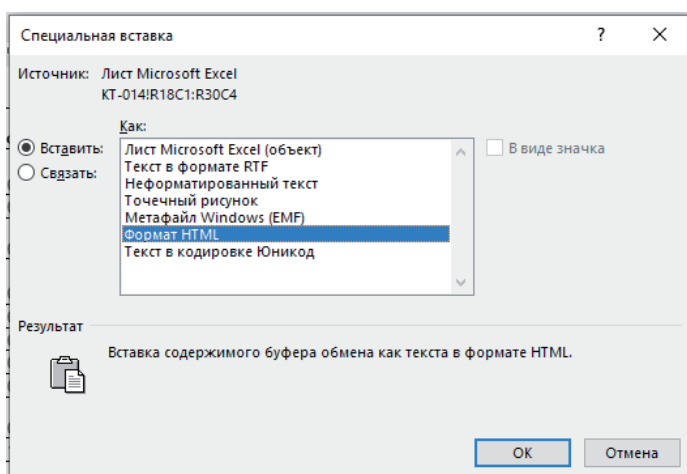 Специальная вставка ?
Источник: Лист Microsoft Excel
КТ-014!R18C1:R30C4
Как:
Вставить:
Связать:
Лист Microsoft Excel (объект)
Текст в формате RTF
Неформатированный текст
Точечный рисунок
Метафайл Windows (EMF)
Формат HTML
Текст в кодировке Юникод
В виде значка
Результат
Вставка содержимого буфера обмена как текста в формате HTML.
ОК Отмена